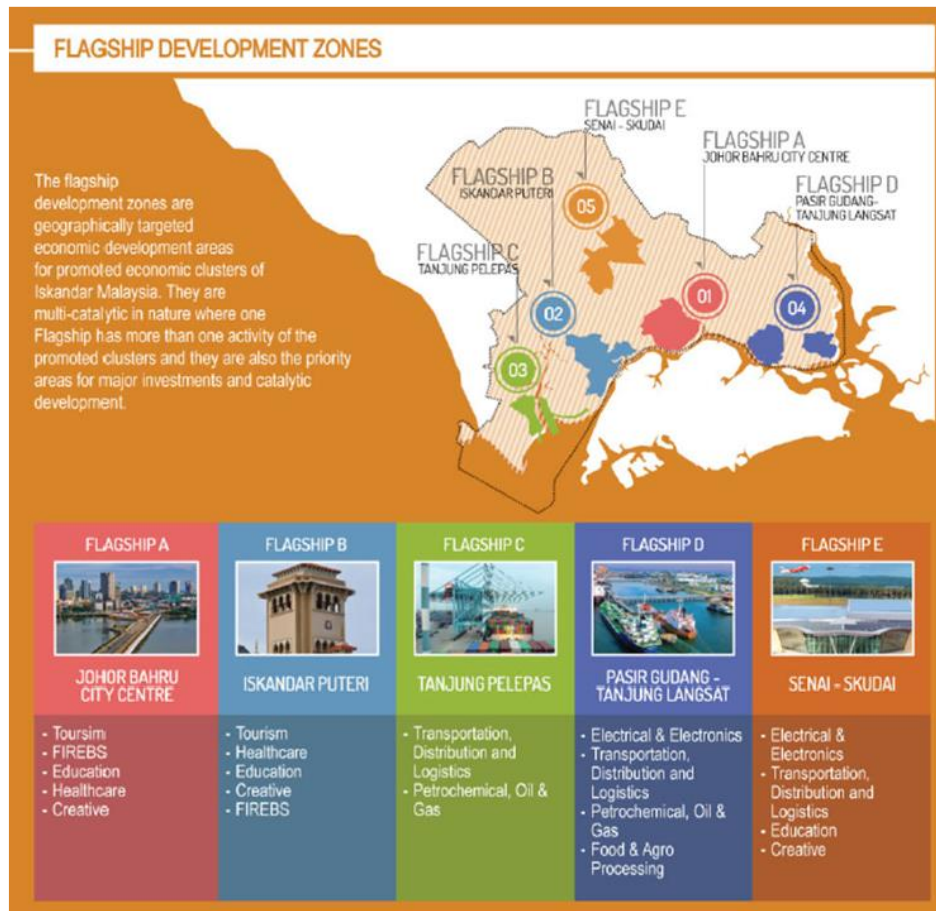 FLAGSHIP DEVELOPMENT ZONES
The flagship
development zones are
geographically targeted
economic development areas
for promoted economic clusters of
Iskandar Malaysia. They are
multi-catalytic in nature where one
Flagship has more than one activity of the
promoted clusters and they are also the priority
areas for major investments and catalytic
development.
FLAGSHIP E
SENAI - SKUDAI
FLAGSHIP A
JOHOR BAHRU CITY CENTRE
FLAGSHIP B
ISKANDAR PUTERI
FLAGSHIP D
PASIR GUDANG-
TANJUNG LANGSAT
FLAGSHIP C
TANJUNG PELEPAS
05
01
02
04
03
FLAGSHIP A
JOHOR BAHRU
CITY CENTRE
- Toursim
- FIREBS
- Education
- Healthcare
- Creative
FLAGSHIP B
ISKANDAR PUTERI
- Tourism
- Healthcare
- Education
- Creative
- FIREBS
FLAGSHIP C
TANJUNG PELEPAS
- Transportation,
Distribution and
Logistics
- Petrochemical, Oil &
Gas
FLAGSHIP D
PASIR GUDANG -
TANJUNG LANGSAT
- Electrical & Electronics
- Transportation,
Distribution and
Logistics
- Petrochemical, Oil &
Gas
- Food & Agro
Processing
FLAGSHIP E
SENAI - SKUDAI
- Electrical &
Electronics
- Transportation,
Distribution and
Logistics
- Education
- Creative